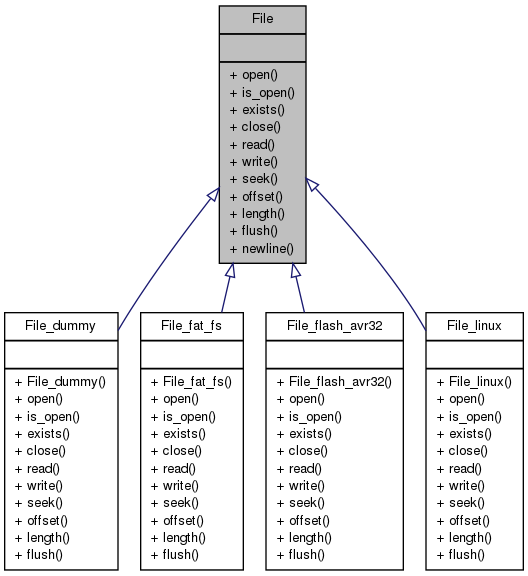 File
+ open()
+ is_open()
+ exists()
+ close()
+ read()
+ write()
+ seek()
+ offset()
+ length()
+ flush()
+ newline()
File_dummy
+ File_dummy()
+ open()
+ is_open()
+ exists()
+ close()
+ read()
+ write()
+ seek()
+ offset()
+ length()
+ flush()
File_fat_fs
+ File_fat_fs()
+ open()
+ is_open()
+ exists()
+ close()
+ read()
+ write()
+ seek()
+ offset()
+ length()
+ flush()
File_flash_avr32
+ File_flash_avr32()
+ open()
+ is_open()
+ exists()
+ close()
+ read()
+ write()
+ seek()
+ offset()
+ length()
+ flush()
File_linux
+ File_linux()
+ open()
+ is_open()
+ exists()
+ close()
+ read()
+ write()
+ seek()
+ offset()
+ length()
+ flush()